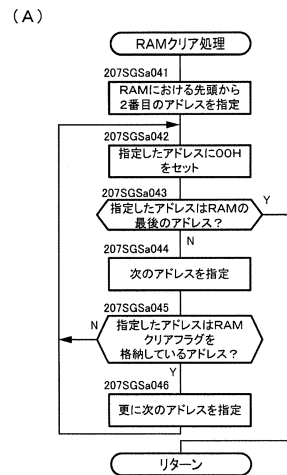 (A)
RAMクリア処理
207SGSa041
RAMにおける先頭から
2番目のアドレスを指定
207SGSa042
指定したアドレスに00H
をセット
207SGSa043
指定したアドレスはRAMの
最後のアドレス?
Y
N
207SGSa044
次のアドレスを指定
207SGSa045
N
指定したアドレスはRAM
クリアフラグを
格納しているアドレス?
Y
207SGSa046
更に次のアドレスを指定
リターン